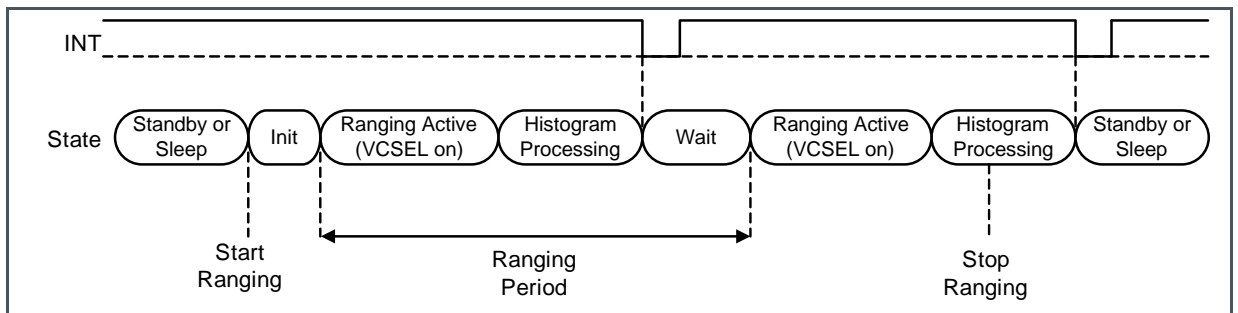 INT
State
Standby or
Sleep
Init
Ranging Active
(VCSEL on)
Histogram
Processing
Wait
Ranging Active
(VCSEL on)
Histogram
Processing
Standby or
Sleep
Start
Ranging
Ranging
Period
Stop
Ranging